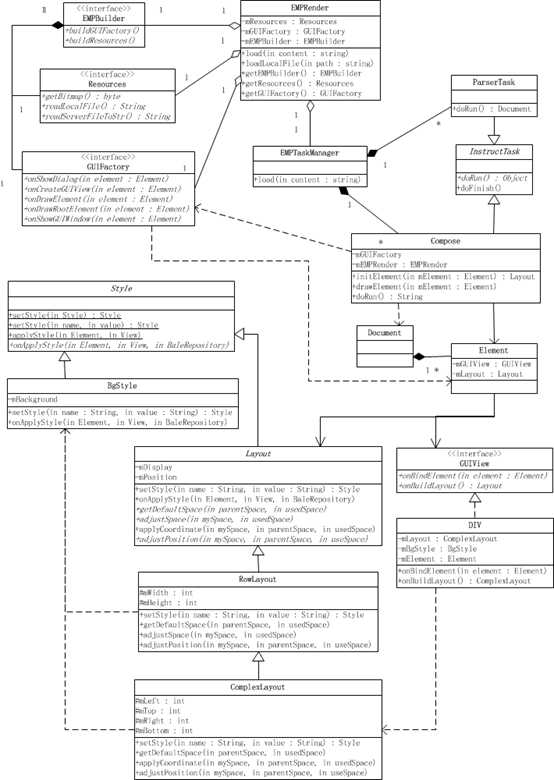 <<interface>>
EMPBuilder
+buildGUIFactory()
+buildResources()
EMPRender
-mResources : Resources
-mGUIFactory : GUIFactory
-mEMPBuilder : EMPBuilder
+load(in content : string)
+loadLocalFile(in path : string)
+getEMPBuilder() : EMPBuilder
+getResources() : Resources
+getGUIFactory() : GUIFactory
1
1
1
1
1
1
1
1
1
1
<<interface>>
Resources
+getBitmap() : byte
+readLocalFile() : String
+readServerFileToStr() : String
ParserTask
+doRun() : Document
*
EMPTaskManager
+load(in content : string)
1
1
*
InstructTask
+doRun() : Object
+doFinish()
<<interface>>
GUIFactory
+onShowDialog(in element : Element)
+onCreateGUIView(in element : Element)
+onDrawElement(in element : Element)
+onDrawRootElement(in element : Element)
+onShowGUIWindow(in element : Element)
Compose
-mGUIFactory
-mEMPRender : EMPRender
+initElement(in mElement : Element) : Layout
+drawElement(in mElement : Element)
+doRun() : String
Style
+setStyle(in Style) : Style
+setStyle(in name, in value) : Style
+applyStyle(in Element, in View)
+onApplyStyle(in Element, in View, in BaleRepository)
Document
1
*
Element
-mGUIView : GUIView
-mLayout : Layout
BgStyle
-mBackground
+setStyle(in name : String, in value : String) : Style
+onApplyStyle(in Element, in View, in BaleRepository)
Layout
-mDisplay
-mPosition
+setStyle(in name : String, in value : String) : Style
+onApplyStyle(in Element, in View, in BaleRepository)
+getDefaultSpace(in parentSpace, in usedSpace)
+adjustSpace(in mySpace, in usedSpace)
+applyCoordinate(in mySpace, in parentSpace, in usedSpace)
+adjustPosition(in mySpace, in parentSpace, in useSpace)
<<interface>>
GUIView
+onBindElement(in element : Element)
+onBuildLayout() : Layout
DIV
-mLayout : ComplexLayout
-mBgStyle : BgStyle
-mElement : Element
+onBindElement(in element : Element)
+onBuildLayout() : ComplexLayout
RowLayout
#mWidth : int
#mHeight : int
+setStyle(in name : String, in value : String) : Style
+getDefaultSpace(in parentSpace, in usedSpace)
+adjustSpace(in mySpace, in usedSpace)
+adjustPosition(in mySpace, in parentSpace, in useSpace)
ComplexLayout
#mLeft : int
#mTop : int
#mRight : int
#mBottom : int
+setStyle(in name : String, in value : String) : Style
+getDefaultSpace(in parentSpace, in usedSpace)
+applyCoordinate(in mySpace, in parentSpace, in usedSpace)
+adjustPosition(in mySpace, in parentSpace, in useSpace)